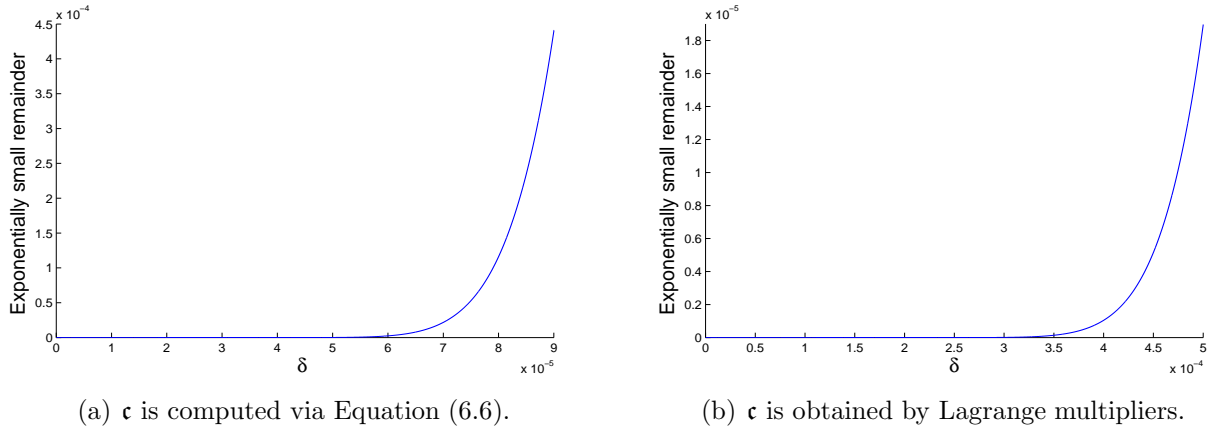 x 10⁻⁴
4.5
4
3.5
3
2.5
2
1.5
1
0.5
0
Exponentially small remainder
0 1 2 3 4 5 6 7 8 9
δ
x 10⁻⁵
(a) 𝔠 is computed via Equation (6.6).
x 10⁻⁵
1.8
1.6
1.4
1.2
1
0.8
0.6
0.4
0.2
0
Exponentially small remainder
0 0.5 1 1.5 2 2.5 3 3.5 4 4.5 5
δ
x 10⁻⁴
(b) 𝔠 is obtained by Lagrange multipliers.